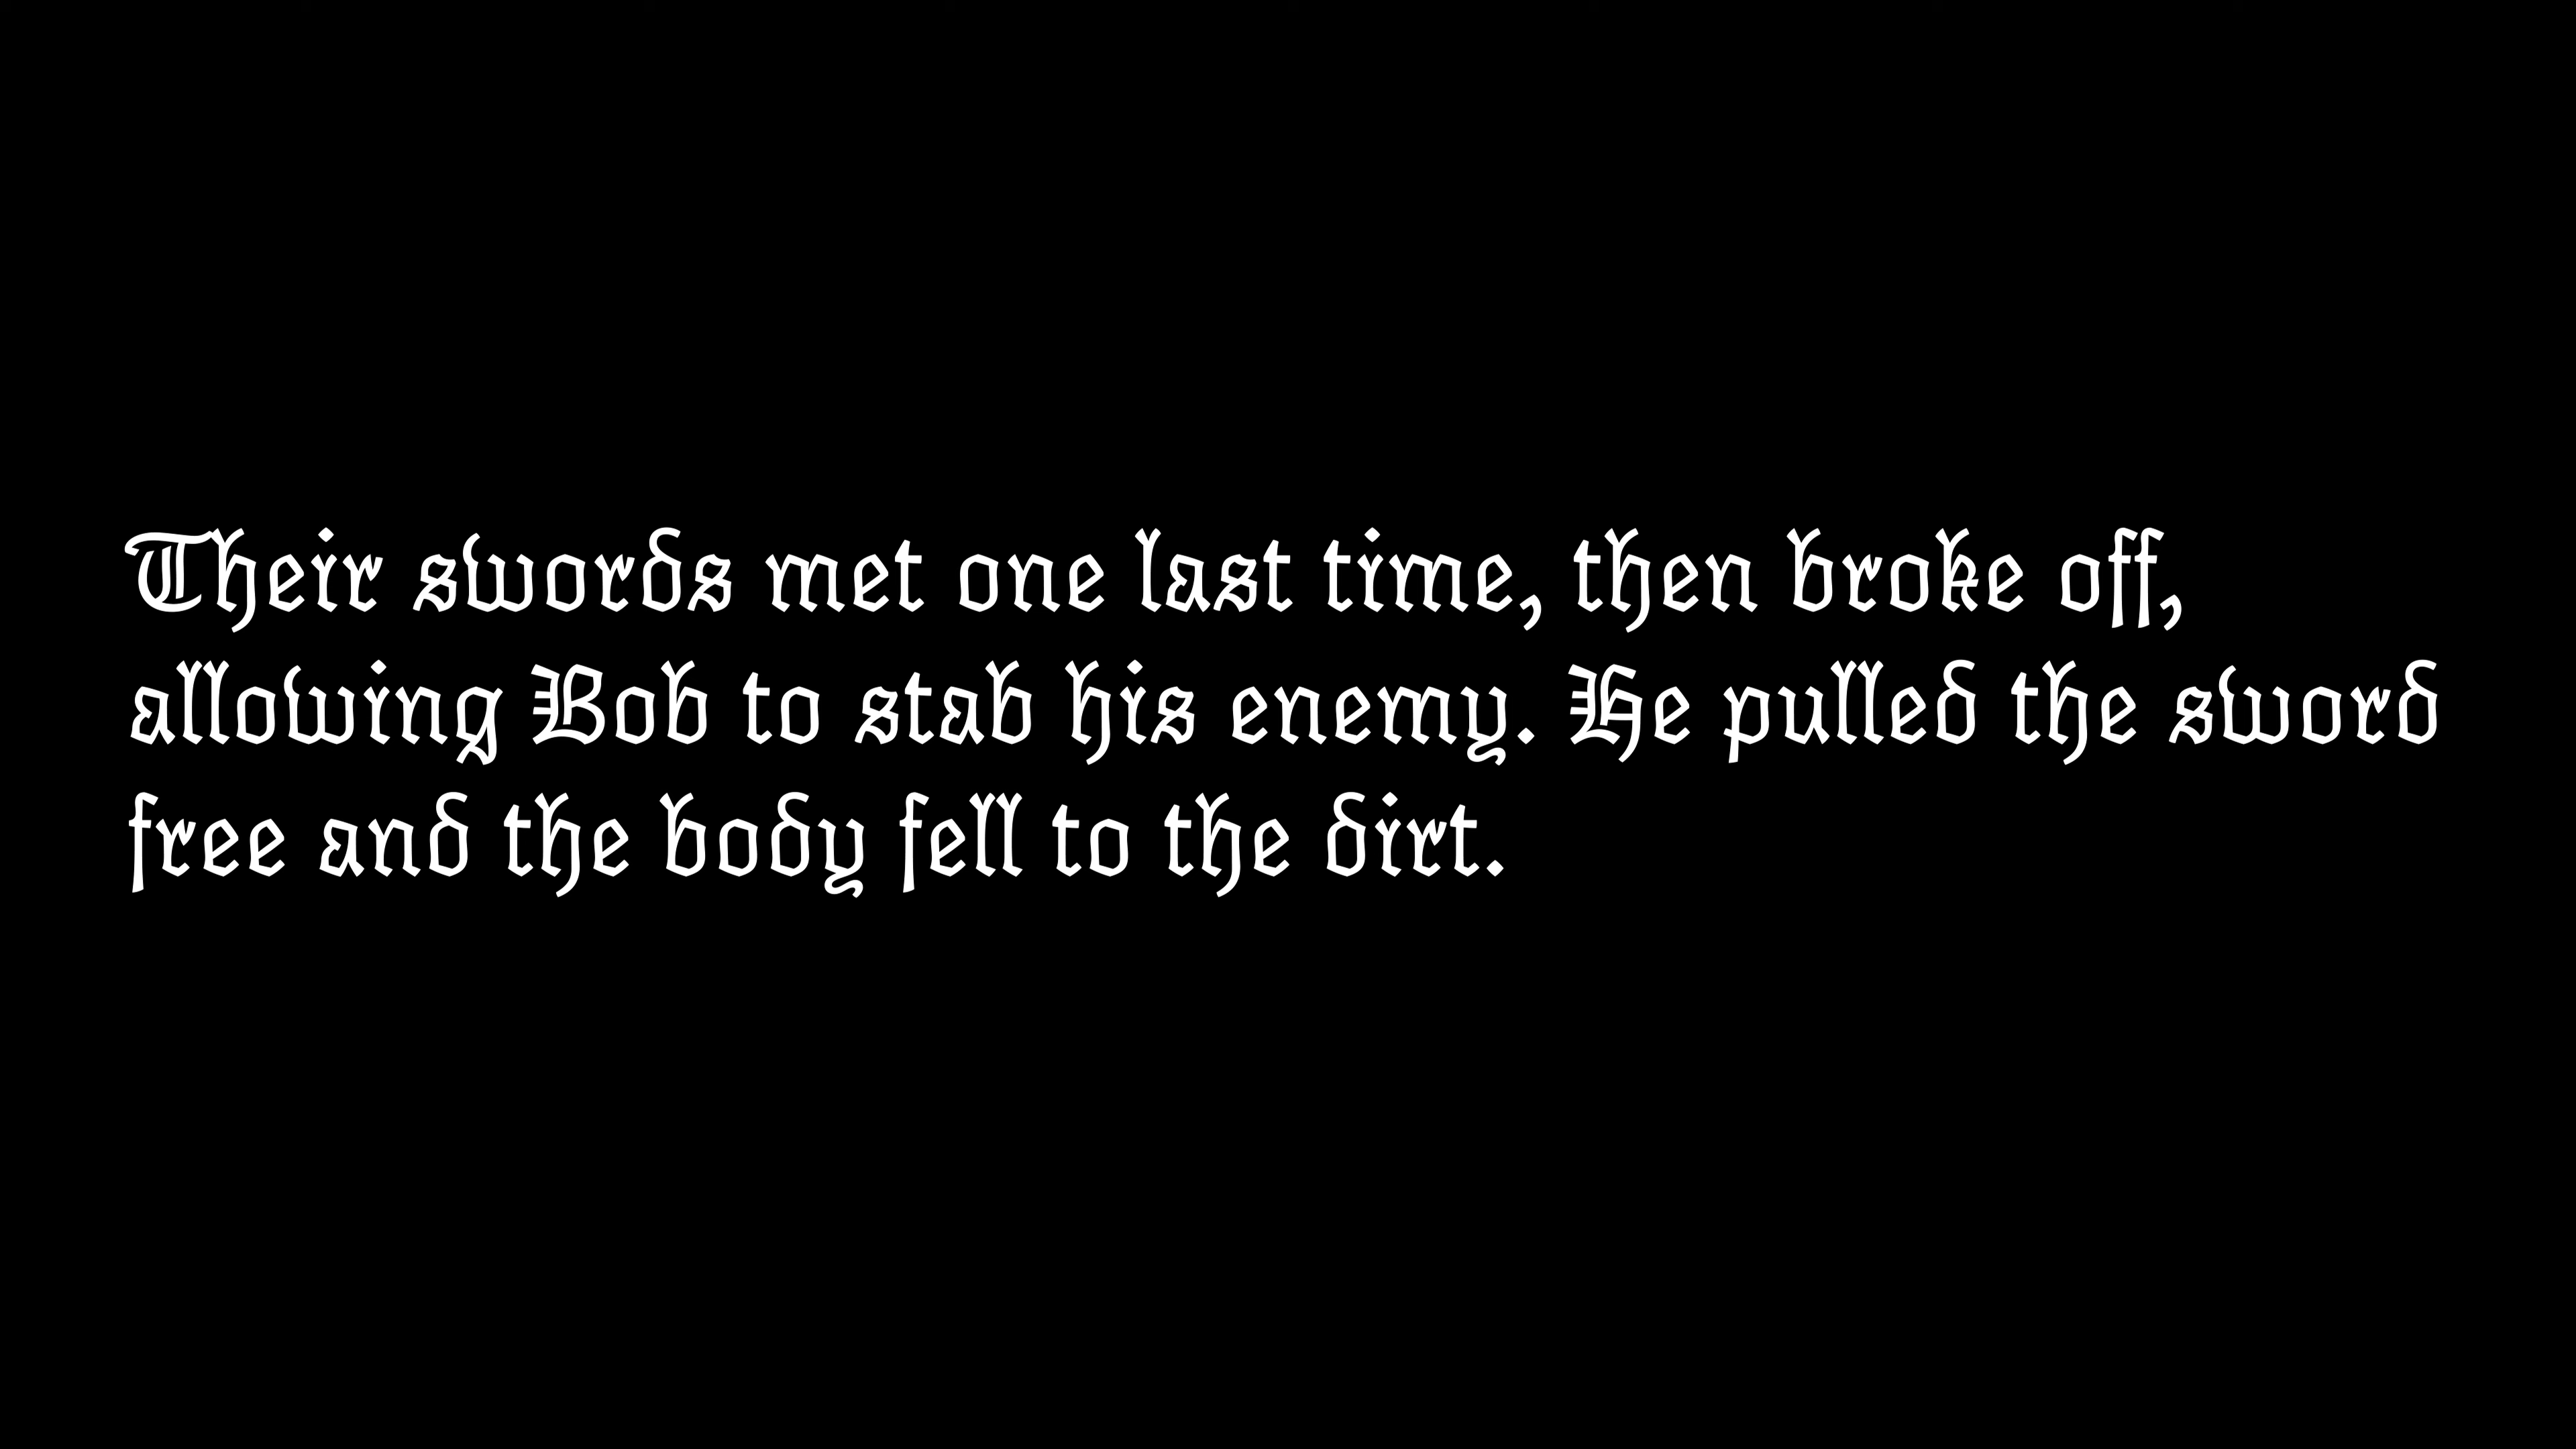 Their swords met one last time, then broke off,
allowing Bob to stab his enemy. He pulled the sword
free and the body fell to the dirt.